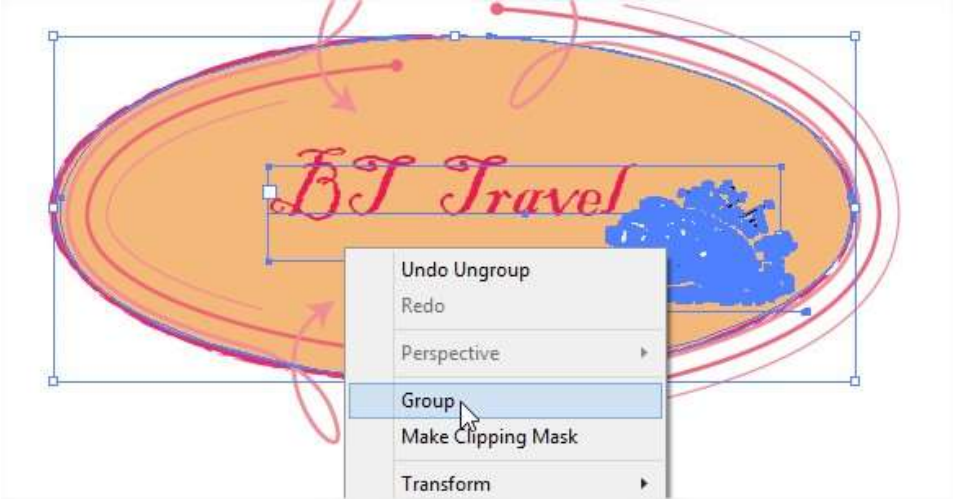 BT Travel
Undo Ungroup
Redo
Perspective
Group
Make Clipping Mask
Transform